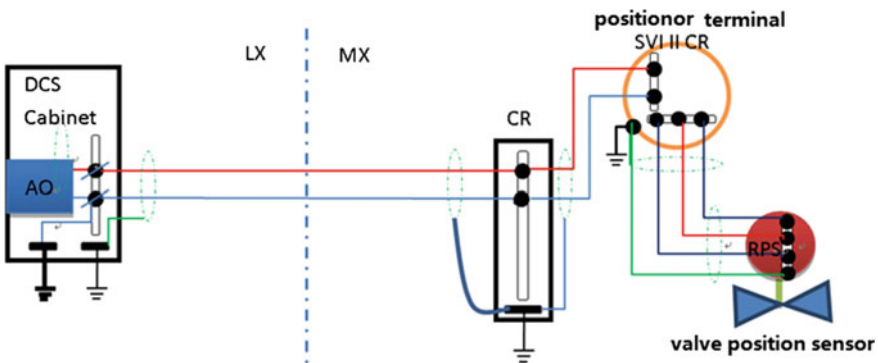 positionor terminal
SVI II CR
LX
MX
DCS
Cabinet
CR
AO
RPS
valve position sensor